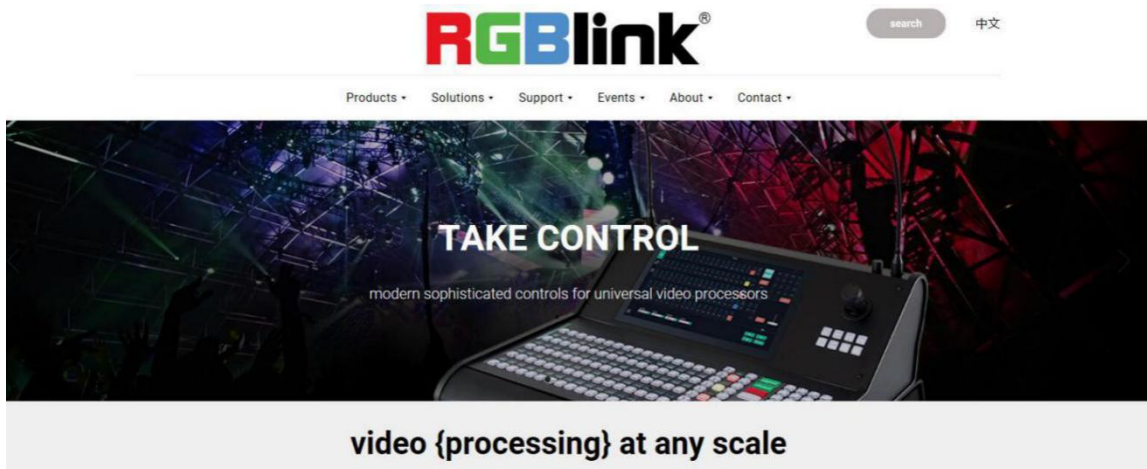 RGBlink®
search
中文
Products
Solutions
Support
Events
About
Contact
TAKE CONTROL
modern sophisticated controls for universal video processors
video {processing} at any scale